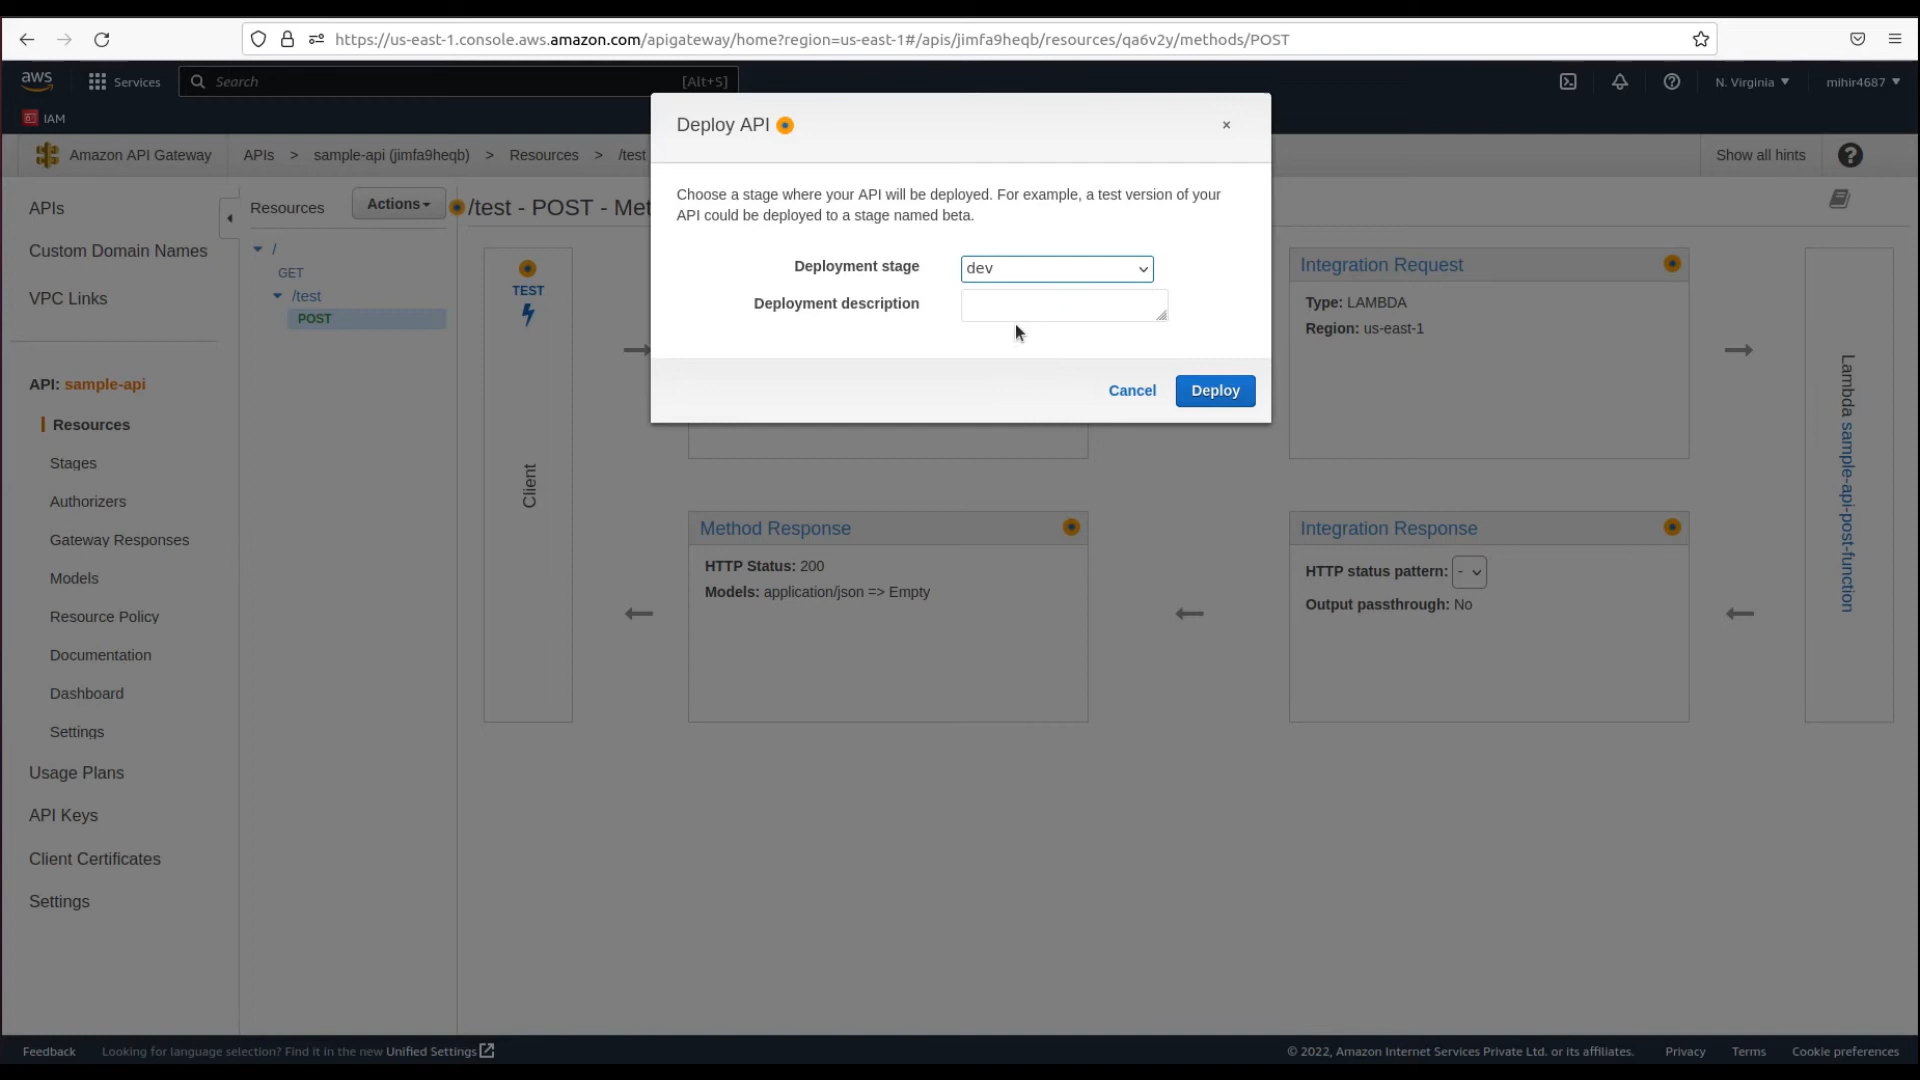 https://us-east-1.console.aws.amazon.com/apigateway/home?region=us-east-1#/apis/jimfa9heqb/resources/qa6v2y/methods/POST
aws
Services
Search
[Alt+S]
N. Virginia
mihir4687
IAM
Amazon API Gateway
APIs > sample-api (jimfa9heqb) > Resources > /test
Show all hints
APIs
Custom Domain Names
VPC Links
API: sample-api
Resources
Stages
Authorizers
Gateway Responses
Models
Resource Policy
Documentation
Dashboard
Settings
Usage Plans
API Keys
Client Certificates
Settings
Resources
Actions
/
GET
/test
POST
/test - POST - Met
TEST
Client
Deploy API
×
Choose a stage where your API will be deployed. For example, a test version of your
API could be deployed to a stage named beta.
Deployment stage
dev
Deployment description
Cancel
Deploy
Integration Request
Type: LAMBDA
Region: us-east-1
Method Response
HTTP Status: 200
Models: application/json => Empty
Integration Response
HTTP status pattern: -
Output passthrough: No
Lambda sample-api-post-function
Feedback
Looking for language selection? Find it in the new Unified Settings
© 2022, Amazon Internet Services Private Ltd. or its affiliates.
Privacy
Terms
Cookie preferences